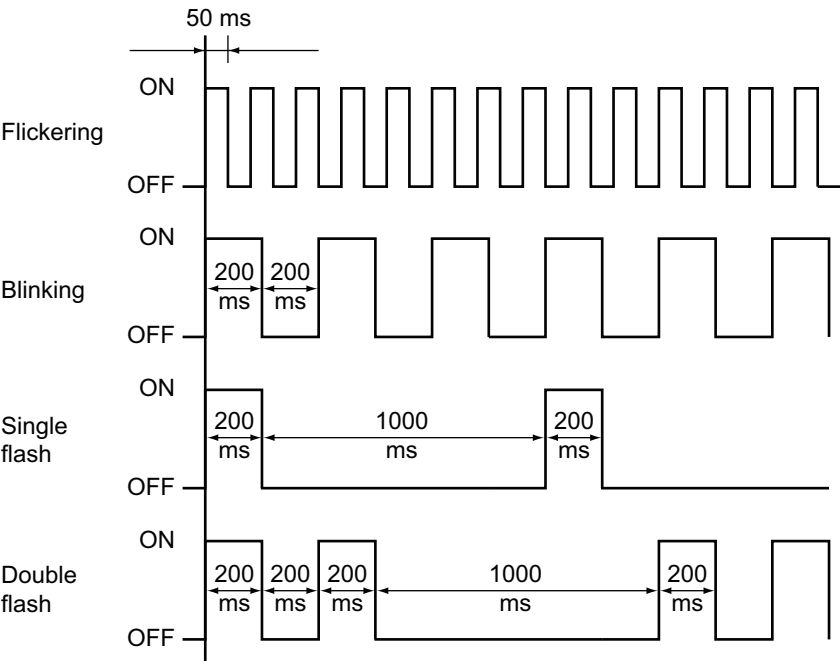 50 ms
ON
Flickering
OFF
ON
200 200
Blinking
ms ms
OFF
ON
200 1000 200
Single
flash
ms ms ms
OFF
ON
200 200 200 1000 200
Double
flash
ms ms ms ms ms
OFF